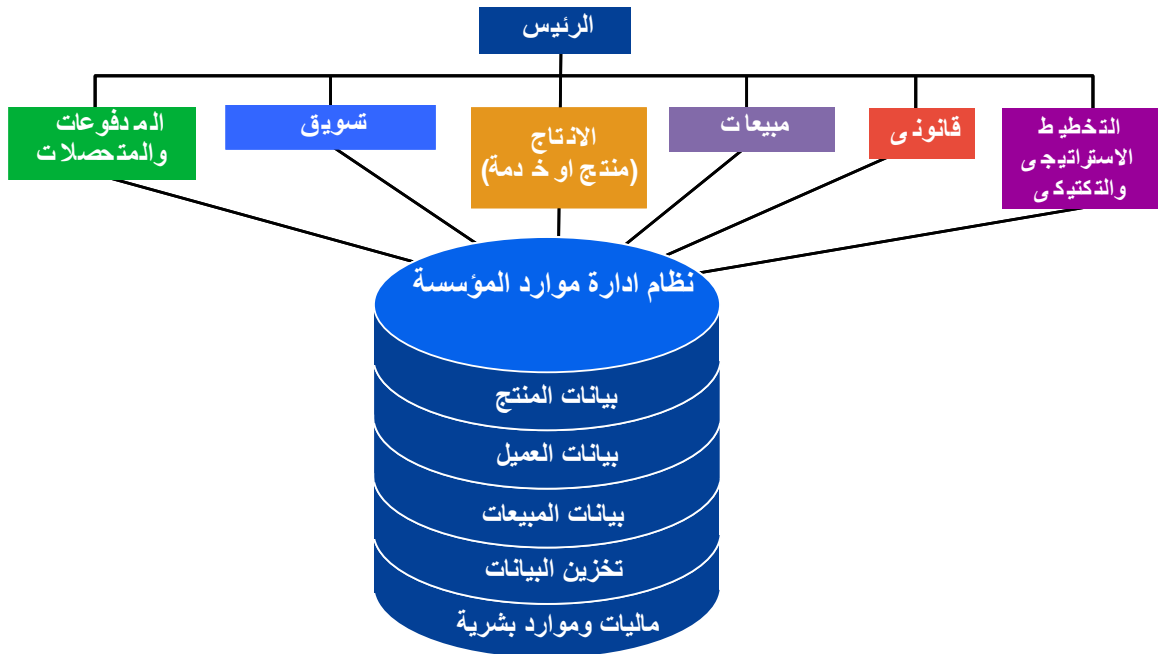 الرئيس
التخطيط
الاستراتيجى
والتكتيكى
قانونى
مبيعات
الانتاج
(منتج او خدمة)
تسويق
المدفوعات
والمتحصلات
نظام ادارة موارد المؤسسة
بيانات المنتج
بيانات العميل
بيانات المبيعات
تخزين البيانات
ماليات وموارد بشرية